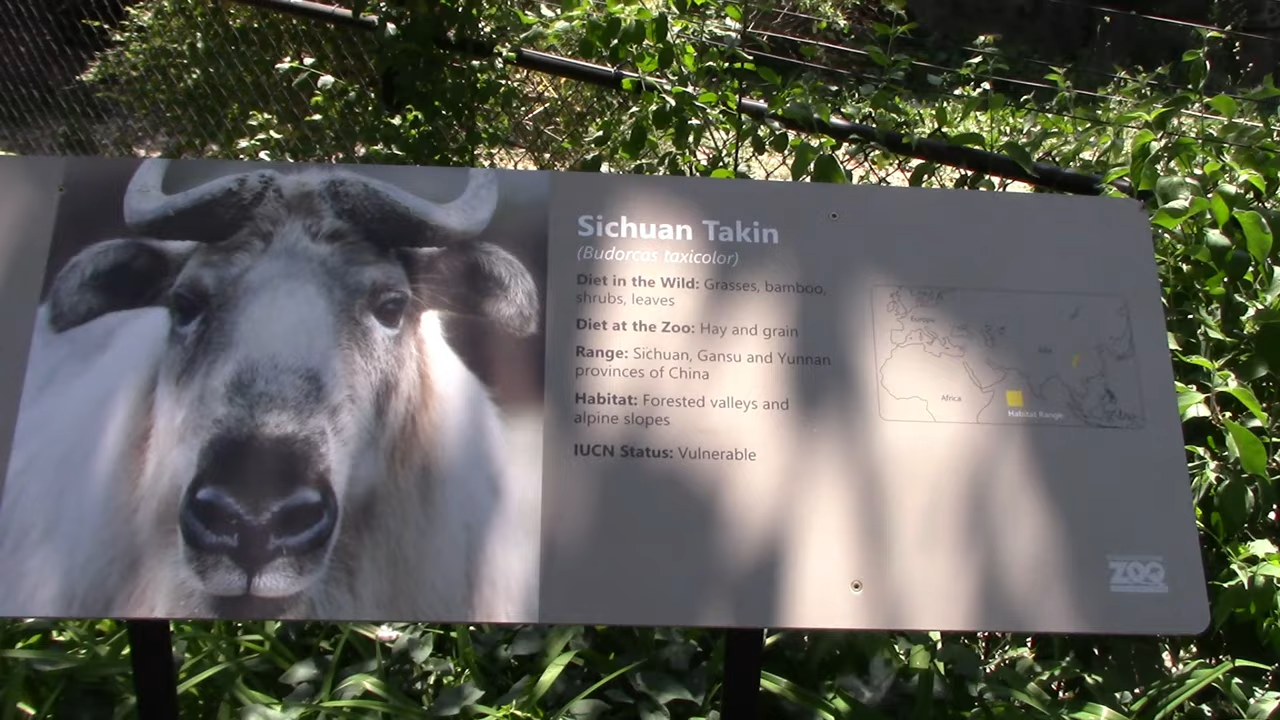 Sichuan Takin
(Budorcas taxicolor)
Diet in the Wild: Grasses, bamboo,
shrubs, leaves
Diet at the Zoo: Hay and grain
Range: Sichuan, Gansu and Yunnan
provinces of China
Habitat: Forested valleys and
alpine slopes
IUCN Status: Vulnerable
Europe
Asia
Africa
Habitat Range
ZOO